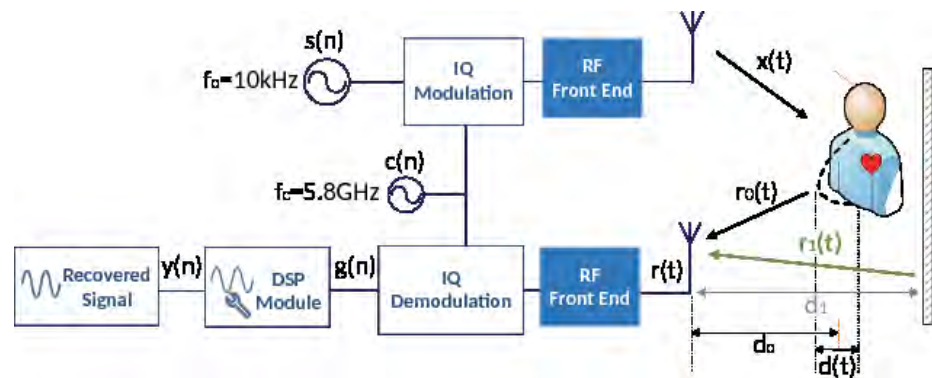 s(n)
f₀=10kHz
IQ
Modulation
RF
Front End
x(t)
c(n)
f꜀=5.8GHz
r₀(t)
r₁(t)
Recovered
Signal
y(n)
DSP
Module
g(n)
IQ
Demodulation
RF
Front End
r(t)
d₁
d₀
d(t)